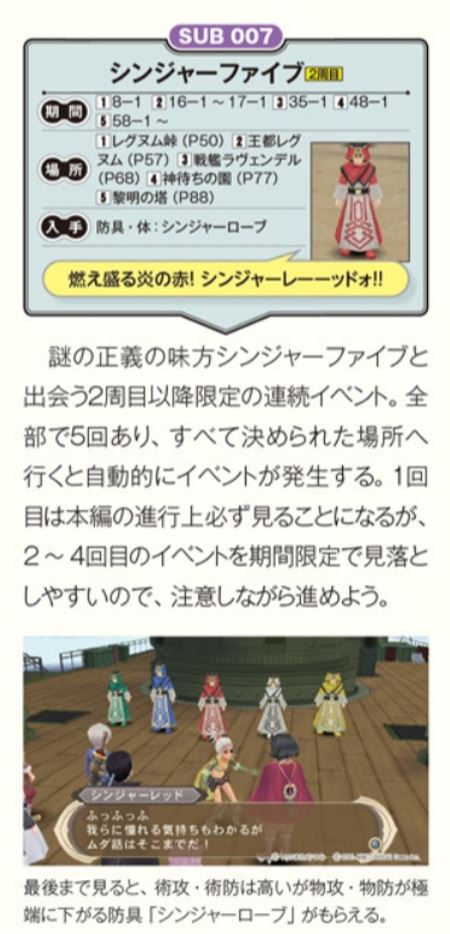 SUB 007
シンジャーファイブ 2周目
期間
1 8−1 2 16−1 ～ 17−1 3 35−1 4 48−1
5 58−1 ～
場所
1 レグヌム峠（P50） 2 王都レグ
ヌム（P57） 3 戦艦ラヴェンデル
（P68） 4 神待ちの園（P77）
5 黎明の塔（P88）
入手 防具・体：シンジャーローブ
燃え盛る炎の赤! シンジャーレーーッドォ!!
謎の正義の味方シンジャーファイブと
出会う2周目以降限定の連続イベント。全
部で5回あり、すべて決められた場所へ
行くと自動的にイベントが発生する。1回
目は本編の進行上必ず見ることになるが、
2～4回目のイベントを期間限定で見落と
しやすいので、注意しながら進めよう。
シンジャーレッド
ふっふっふ
我らに憧れる気持ちもわかるが
ムダ話はそこまでだ！
最後まで見ると、術攻・術防は高いが物攻・物防が極
端に下がる防具「シンジャーローブ」がもらえる。